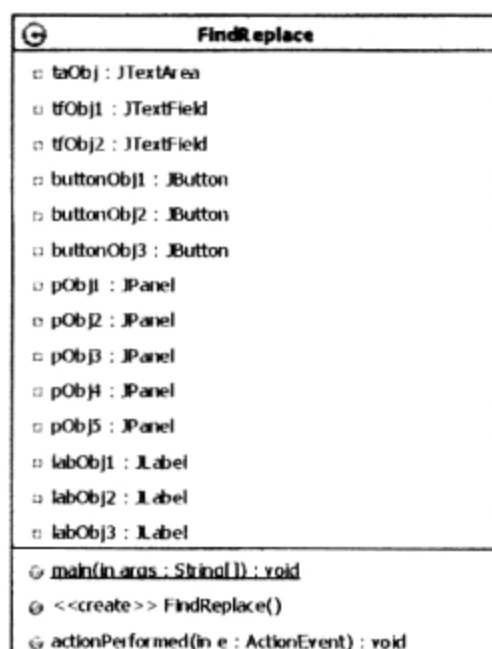 FindReplace
taObj : JTextArea
tfObj1 : JTextField
tfObj2 : JTextField
buttonObj1 : JButton
buttonObj2 : JButton
buttonObj3 : JButton
pObj1 : JPanel
pObj2 : JPanel
pObj3 : JPanel
pObj4 : JPanel
pObj5 : JPanel
labObj1 : JLabel
labObj2 : JLabel
labObj3 : JLabel
main(in args : String[]) : void
<<create>> FindReplace()
actionPerformed(in e : ActionEvent) : void